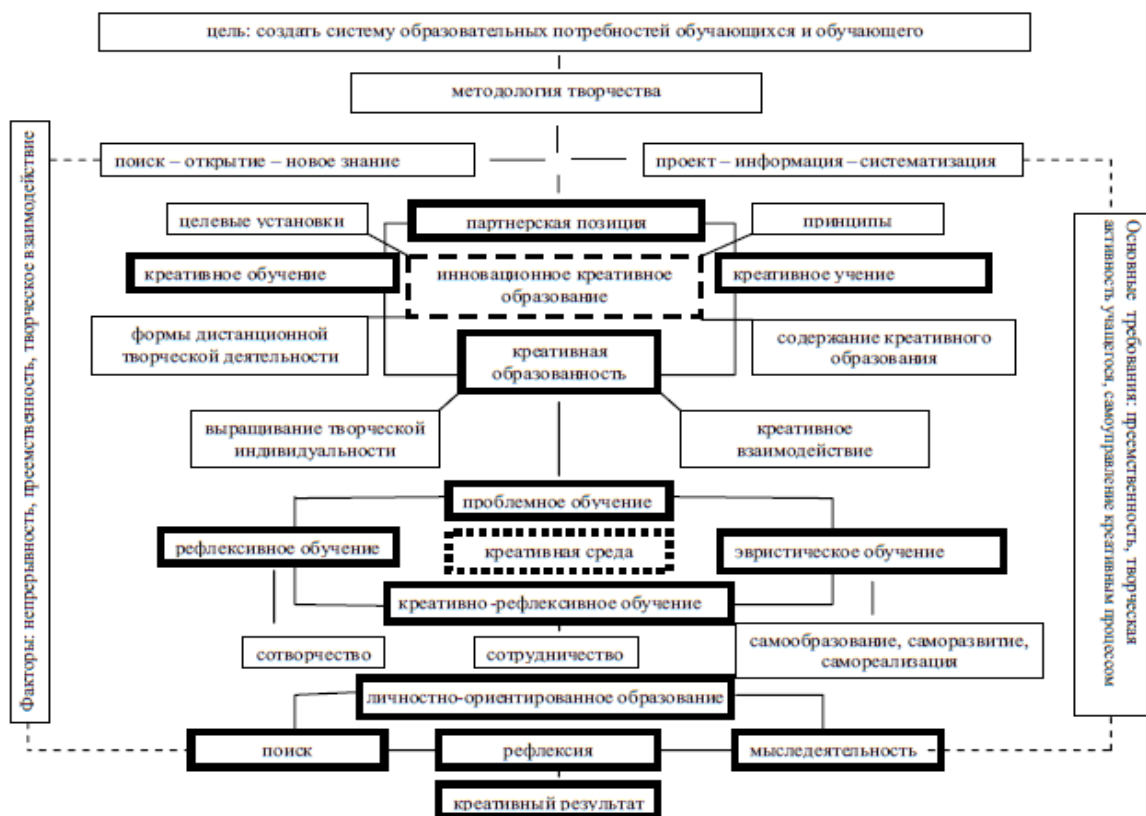 цель: создать систему образовательных потребностей обучающихся и обучающего
методология творчества
поиск – открытие – новое знание
проект – информация – систематизация
целевые установки
партнерская позиция
принципы
креативное обучение
инновационное креативное
образование
креативное учение
формы дистанционной
творческой деятельности
креативная
образованность
содержание креативного
образования
выращивание творческой
индивидуальности
креативное
взаимодействие
проблемное обучение
рефлексивное обучение
креативная среда
эвристическое обучение
креативно-рефлексивное обучение
сотворчество
сотрудничество
самообразование, саморазвитие,
самореализация
личностно-ориентированное образование
поиск
рефлексия
мыследеятельность
креативный результат
Факторы: непрерывность, преемственность, творческое взаимодействие
Основные требования: преемственность, творческая
активность учащегося, самоуправление креативным процессом